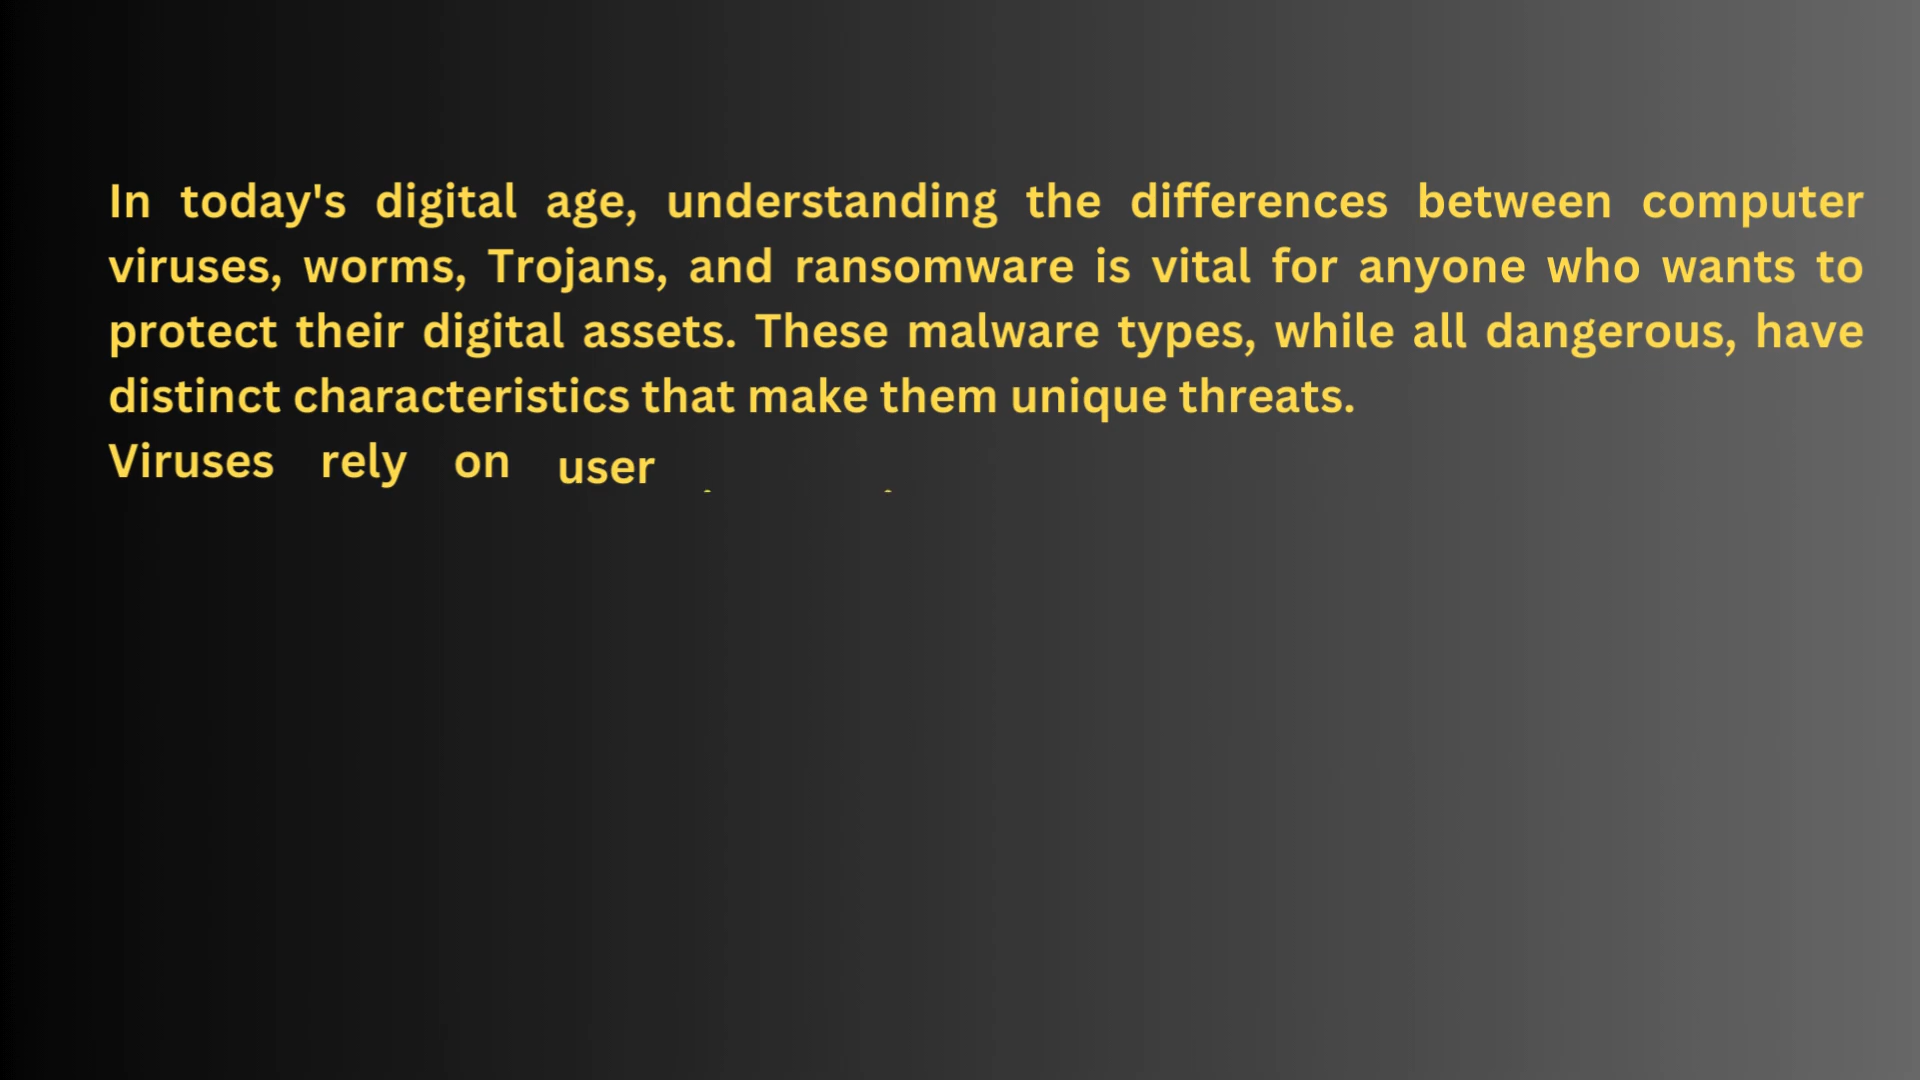 In today's digital age, understanding the differences between computer
viruses, worms, Trojans, and ransomware is vital for anyone who wants to
protect their digital assets. These malware types, while all dangerous, have
distinct characteristics that make them unique threats.
Viruses rely on user